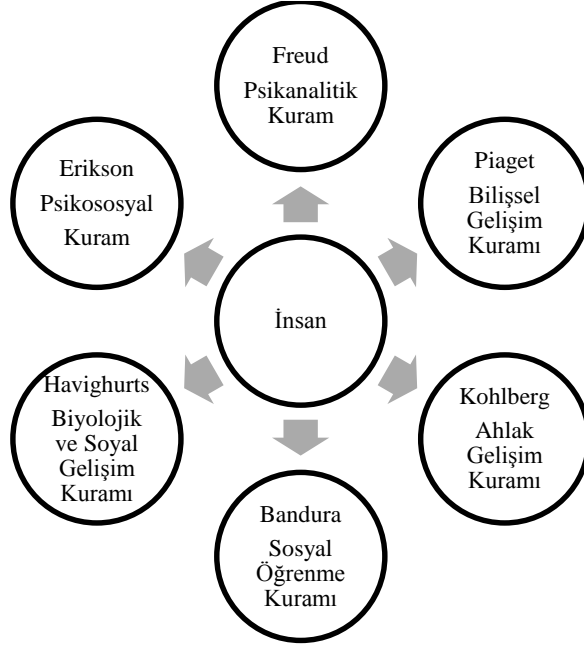 Freud
Psikanalitik
Kuram
Piaget
Bilişsel
Gelişim
Kuramı
Kohlberg
Ahlak
Gelişim
Kuramı
Bandura
Sosyal
Öğrenme
Kuramı
Havighurts
Biyolojik
ve Soyal
Gelişim
Kuramı
Erikson
Psikososyal
Kuram
İnsan